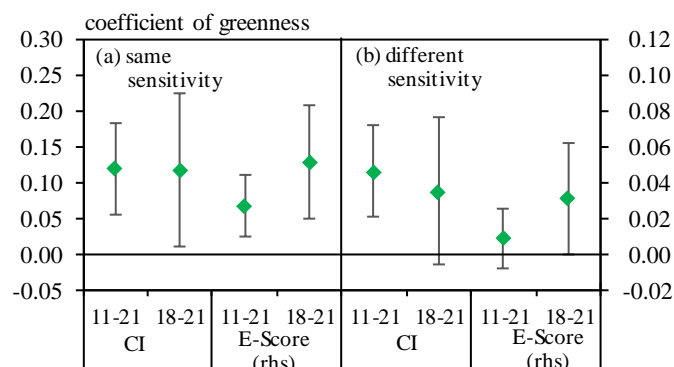 coefficient of greenness
0.30 (a) same (b) different 0.12
sensitivity sensitivity
0.25 0.10
0.20 0.08
0.15 0.06
0.10 0.04
0.05 0.02
0.00 0.00
-0.05 -0.02
11-21 18-21 11-21 18-21 11-21 18-21 11-21 18-21
CI E-Score CI E-Score
(rhs) (rhs)